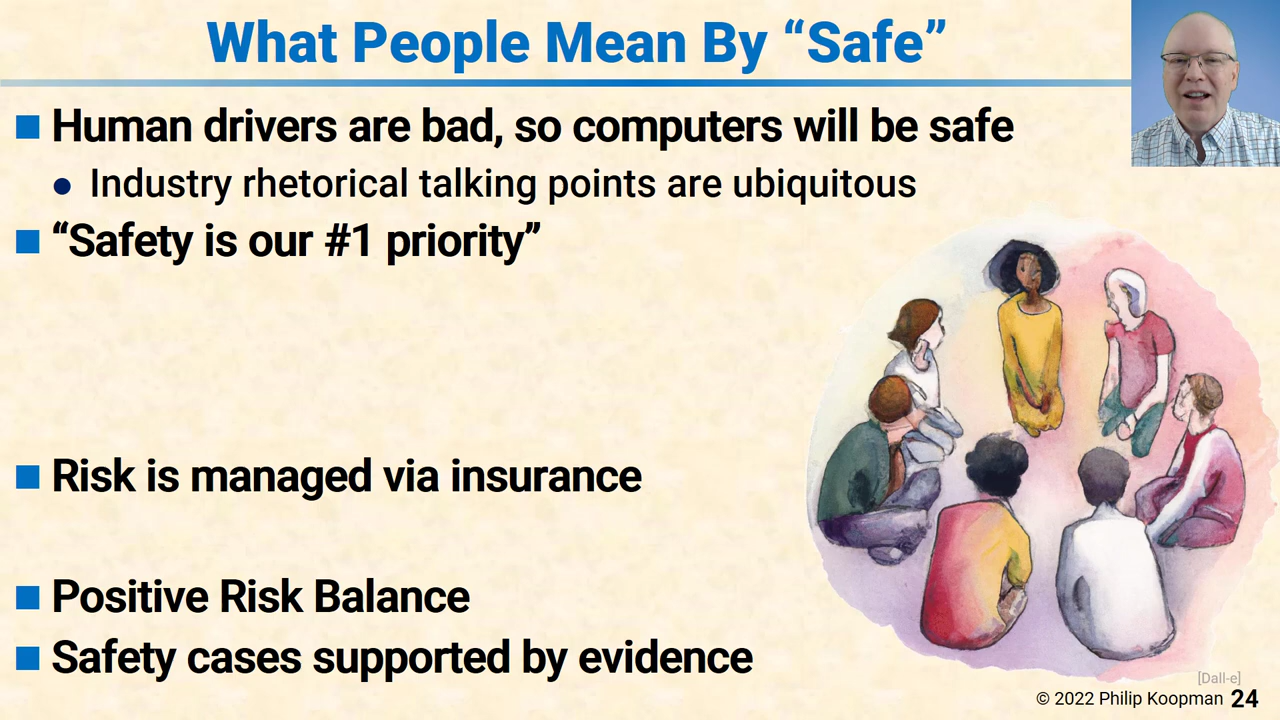 What People Mean By “Safe”
Human drivers are bad, so computers will be safe
Industry rhetorical talking points are ubiquitous
“Safety is our #1 priority”
Risk is managed via insurance
Positive Risk Balance
Safety cases supported by evidence
[Dall-e]
© 2022 Philip Koopman 24